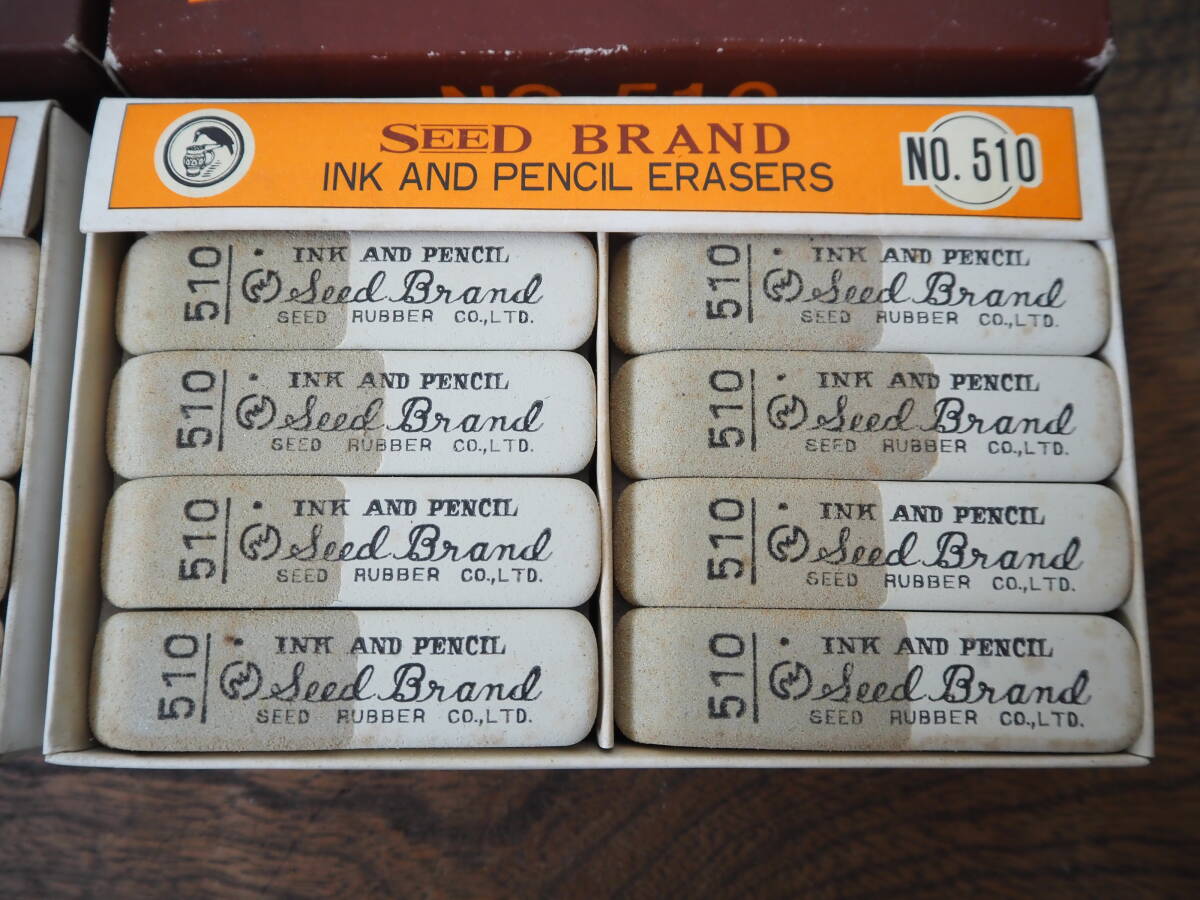 NO. 510
SEED BRAND
INK AND PENCIL ERASERS
NO. 510
510
INK AND PENCIL
Seed Brand
SEED RUBBER CO.,LTD.
510
INK AND PENCIL
Seed Brand
SEED RUBBER CO.,LTD.
510
INK AND PENCIL
Seed Brand
SEED RUBBER CO.,LTD.
510
INK AND PENCIL
Seed Brand
SEED RUBBER CO.,LTD.
510
INK AND PENCIL
Seed Brand
SEED RUBBER CO.,LTD.
510
INK AND PENCIL
Seed Brand
SEED RUBBER CO.,LTD.
510
INK AND PENCIL
Seed Brand
SEED RUBBER CO.,LTD.
510
INK AND PENCIL
Seed Brand
SEED RUBBER CO.,LTD.